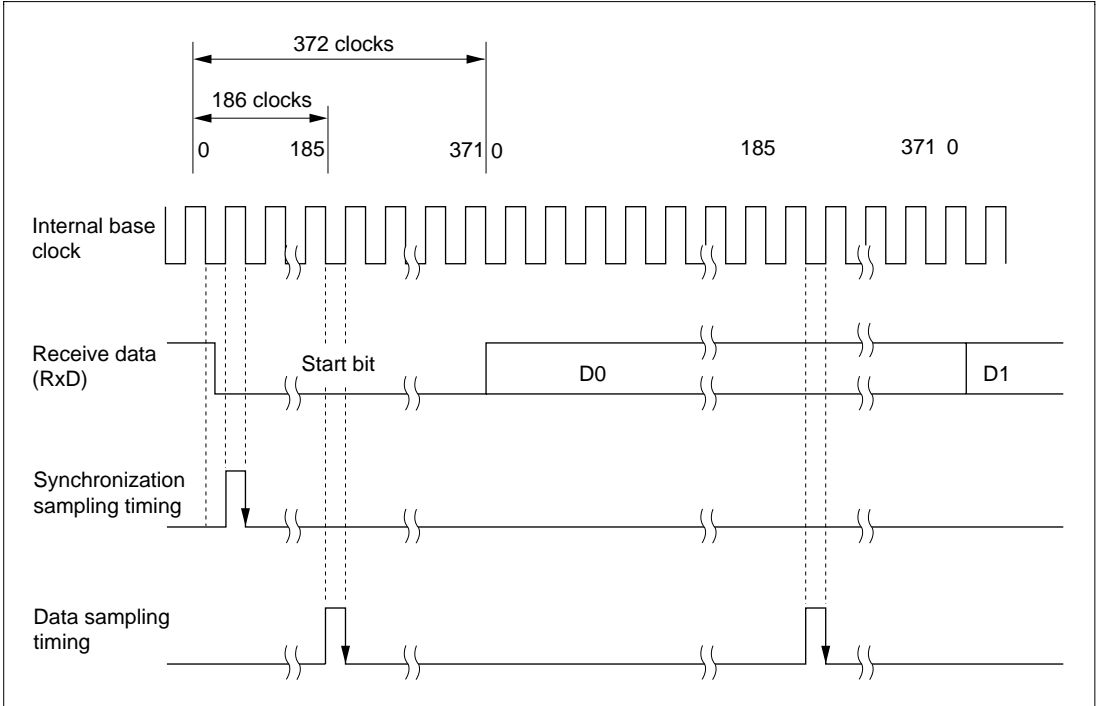 372 clocks
186 clocks
0 185 371 0 185 371 0
Internal base
clock
Receive data
(RxD)
Start bit
D0
D1
Synchronization
sampling timing
Data sampling
timing